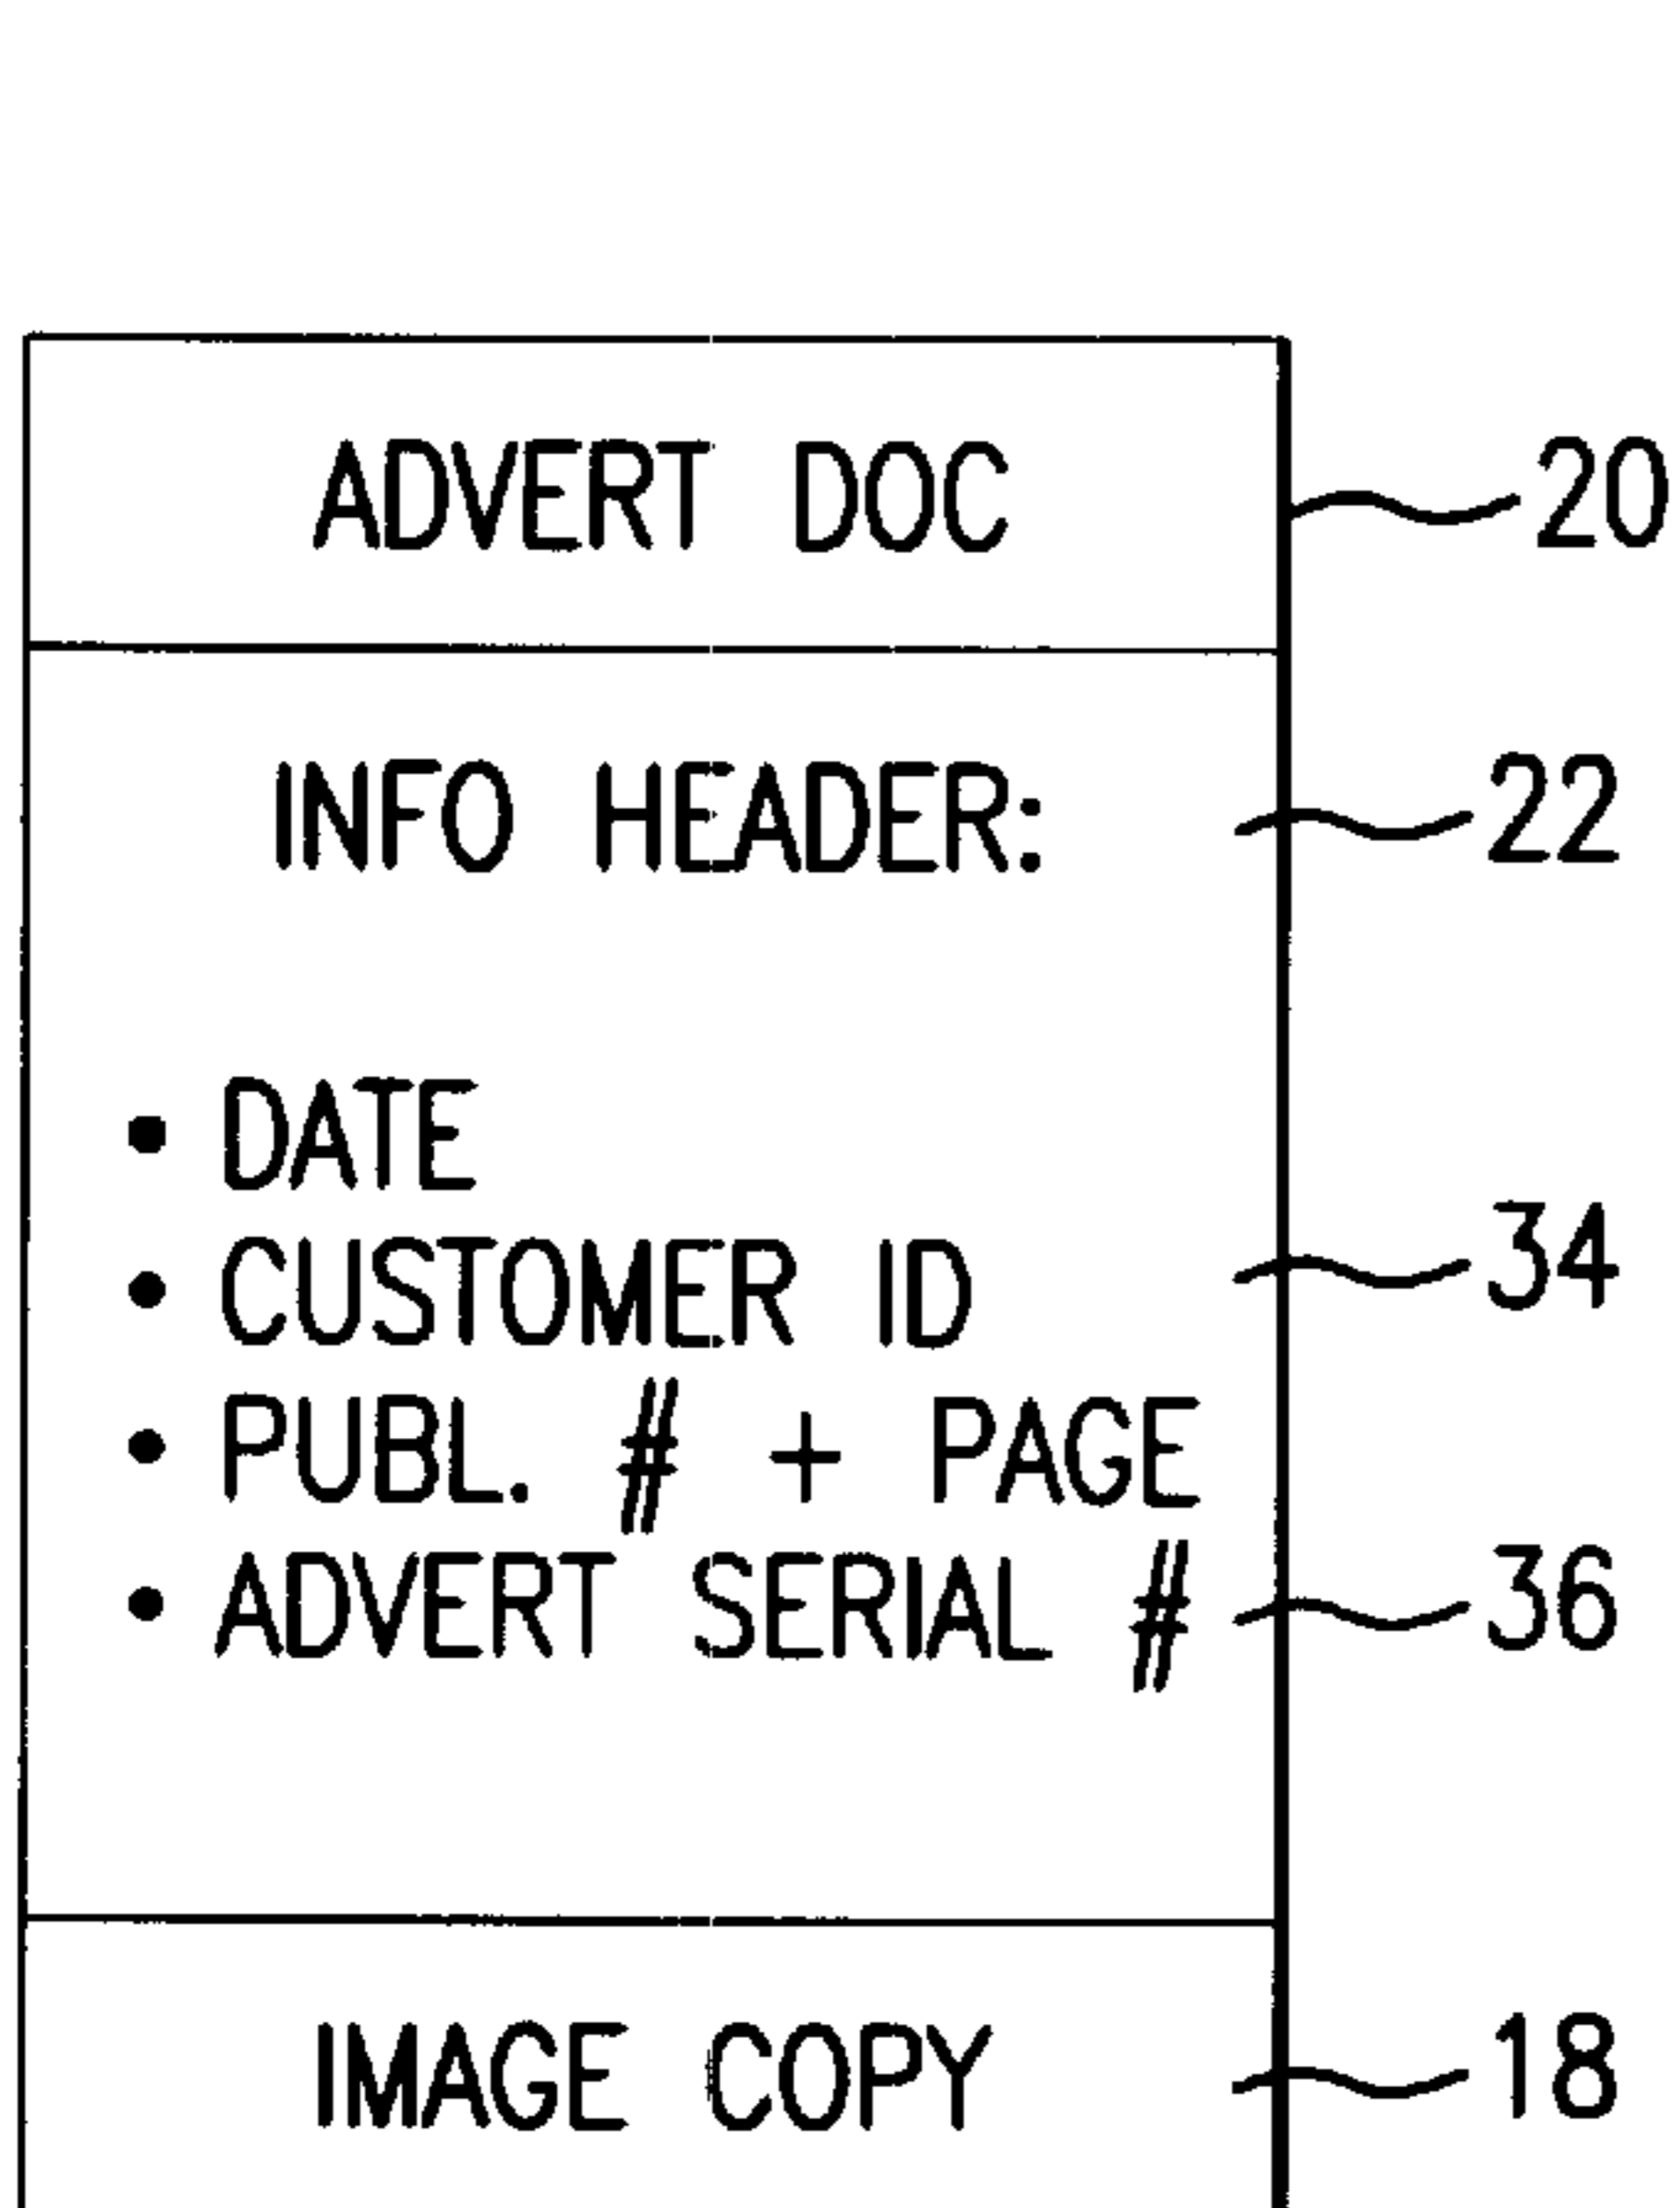 ADVERT DOC 20
INFO HEADER: 22
• DATE
• CUSTOMER ID 34
• PUBL. # + PAGE
• ADVERT SERIAL # 36
IMAGE COPY 18